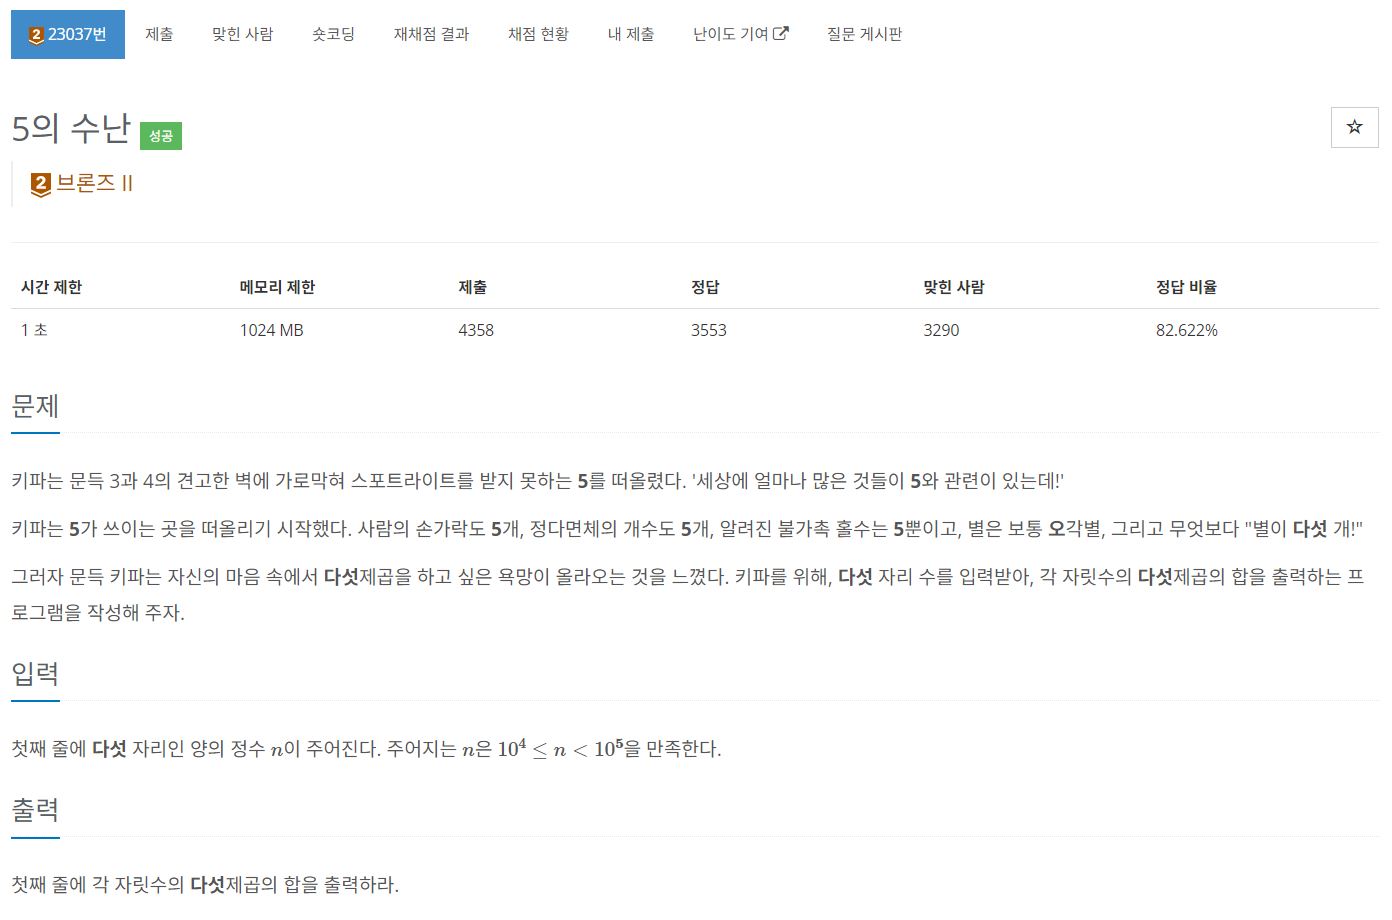 2 23037번 제출 맞힌 사람 숏코딩 재채점 결과 채점 현황 내 제출 난이도 기여 질문 게시판
5의 수난 성공
2 브론즈 II
시간 제한 메모리 제한 제출 정답 맞힌 사람 정답 비율
1 초 1024 MB 4358 3553 3290 82.622%
문제
키파는 문득 3과 4의 견고한 벽에 가로막혀 스포트라이트를 받지 못하는 5를 떠올렸다. '세상에 얼마나 많은 것들이 5와 관련이 있는데!'
키파는 5가 쓰이는 곳을 떠올리기 시작했다. 사람의 손가락도 5개, 정다면체의 개수도 5개, 알려진 불가촉 홀수는 5뿐이고, 별은 보통 오각별, 그리고 무엇보다 "별이 다섯 개!"
그러자 문득 키파는 자신의 마음 속에서 다섯제곱을 하고 싶은 욕망이 올라오는 것을 느꼈다. 키파를 위해, 다섯 자리 수를 입력받아, 각 자릿수의 다섯제곱의 합을 출력하는 프
로그램을 작성해 주자.
입력
첫째 줄에 다섯 자리인 양의 정수 n이 주어진다. 주어지는 n은 10⁴ ≤ n < 10⁵을 만족한다.
출력
첫째 줄에 각 자릿수의 다섯제곱의 합을 출력하라.